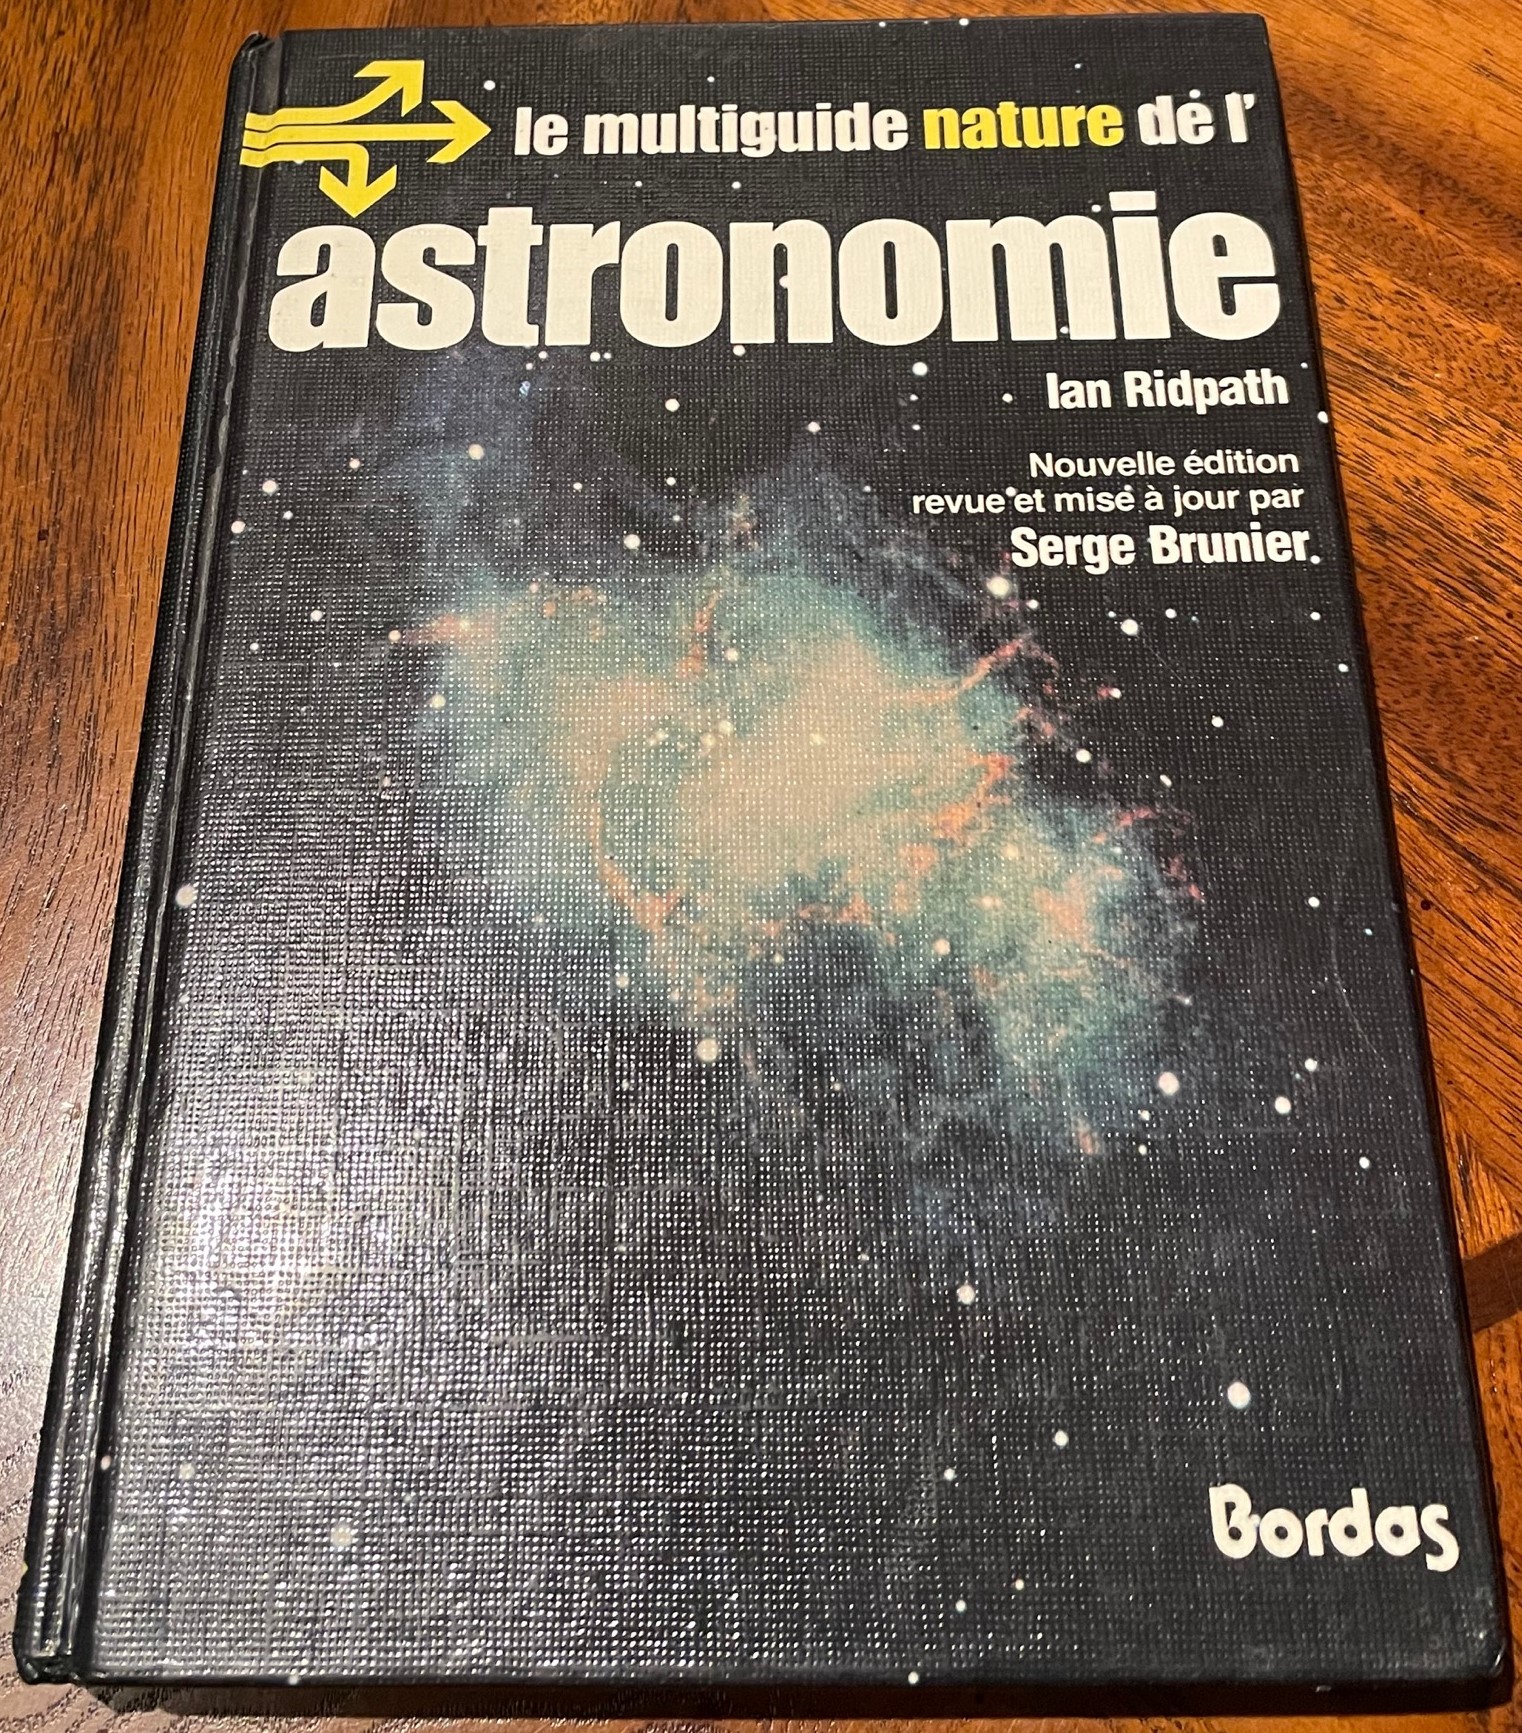 le multiguide nature de l'
astronomie
Ian Ridpath
Nouvelle édition
revue et mise à jour par
Serge Brunier
Bordas